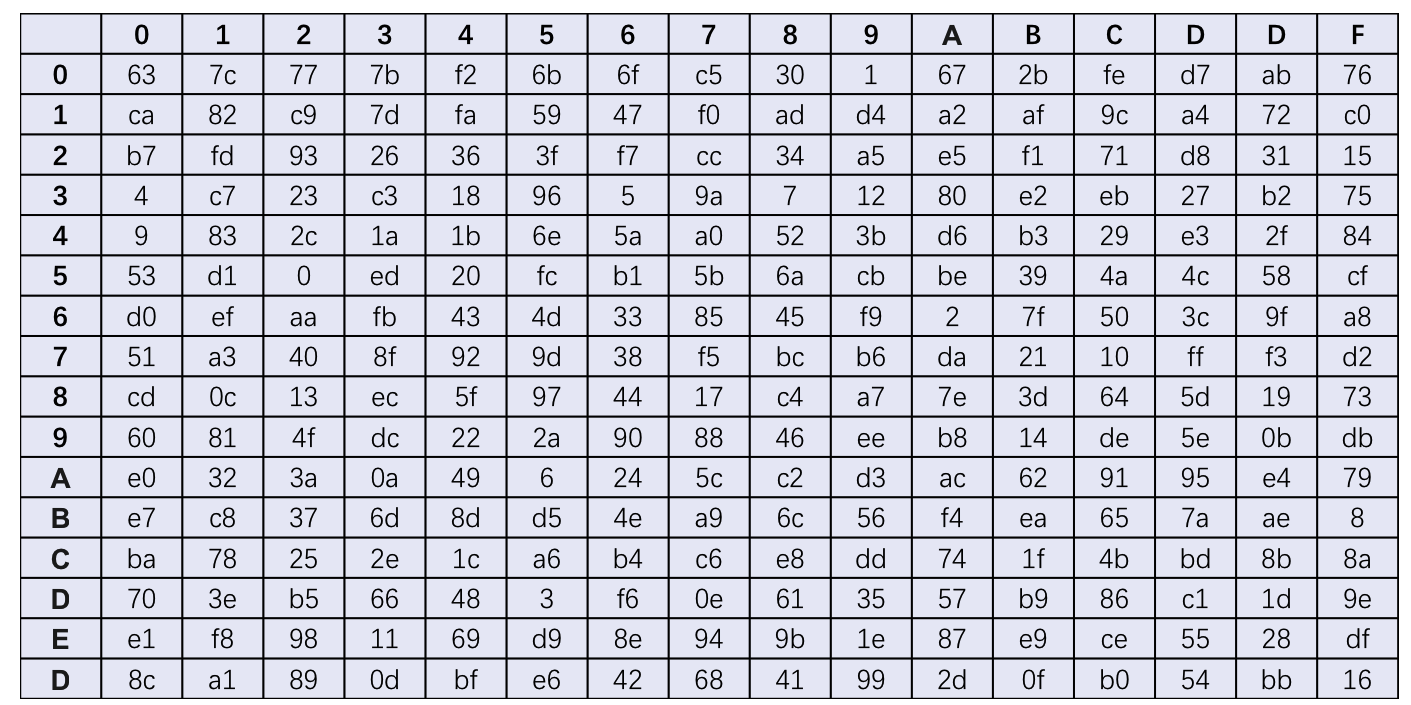 0 1 2 3 4 5 6 7 8 9 A B C D D F
0 63 7c 77 7b f2 6b 6f c5 30 1 67 2b fe d7 ab 76
1 ca 82 c9 7d fa 59 47 f0 ad d4 a2 af 9c a4 72 c0
2 b7 fd 93 26 36 3f f7 cc 34 a5 e5 f1 71 d8 31 15
3 4 c7 23 c3 18 96 5 9a 7 12 80 e2 eb 27 b2 75
4 9 83 2c 1a 1b 6e 5a a0 52 3b d6 b3 29 e3 2f 84
5 53 d1 0 ed 20 fc b1 5b 6a cb be 39 4a 4c 58 cf
6 d0 ef aa fb 43 4d 33 85 45 f9 2 7f 50 3c 9f a8
7 51 a3 40 8f 92 9d 38 f5 bc b6 da 21 10 ff f3 d2
8 cd 0c 13 ec 5f 97 44 17 c4 a7 7e 3d 64 5d 19 73
9 60 81 4f dc 22 2a 90 88 46 ee b8 14 de 5e 0b db
A e0 32 3a 0a 49 6 24 5c c2 d3 ac 62 91 95 e4 79
B e7 c8 37 6d 8d d5 4e a9 6c 56 f4 ea 65 7a ae 8
C ba 78 25 2e 1c a6 b4 c6 e8 dd 74 1f 4b bd 8b 8a
D 70 3e b5 66 48 3 f6 0e 61 35 57 b9 86 c1 1d 9e
E e1 f8 98 11 69 d9 8e 94 9b 1e 87 e9 ce 55 28 df
D 8c a1 89 0d bf e6 42 68 41 99 2d 0f b0 54 bb 16